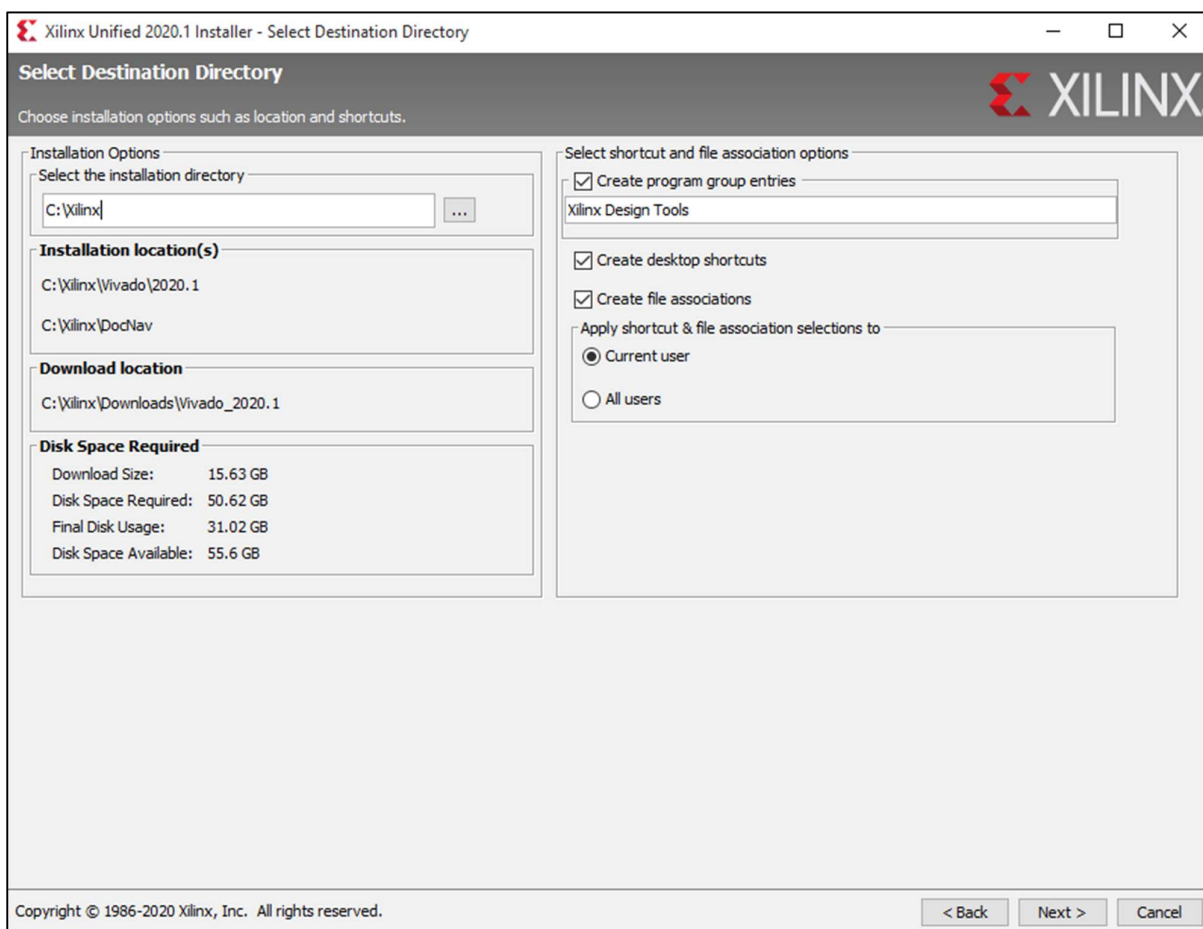 Xilinx Unified 2020.1 Installer - Select Destination Directory
Select Destination Directory
Choose installation options such as location and shortcuts.
XILINX
Installation Options
Select the installation directory
C:\Xilinx
...
Installation location(s)
C:\Xilinx\Vivado\2020.1
C:\Xilinx\DocNav
Download location
C:\Xilinx\Downloads\Vivado_2020.1
Disk Space Required
Download Size: 15.63 GB
Disk Space Required: 50.62 GB
Final Disk Usage: 31.02 GB
Disk Space Available: 55.6 GB
Select shortcut and file association options
Create program group entries
Xilinx Design Tools
Create desktop shortcuts
Create file associations
Apply shortcut & file association selections to
Current user
All users
Copyright © 1986-2020 Xilinx, Inc. All rights reserved.
< Back
Next >
Cancel